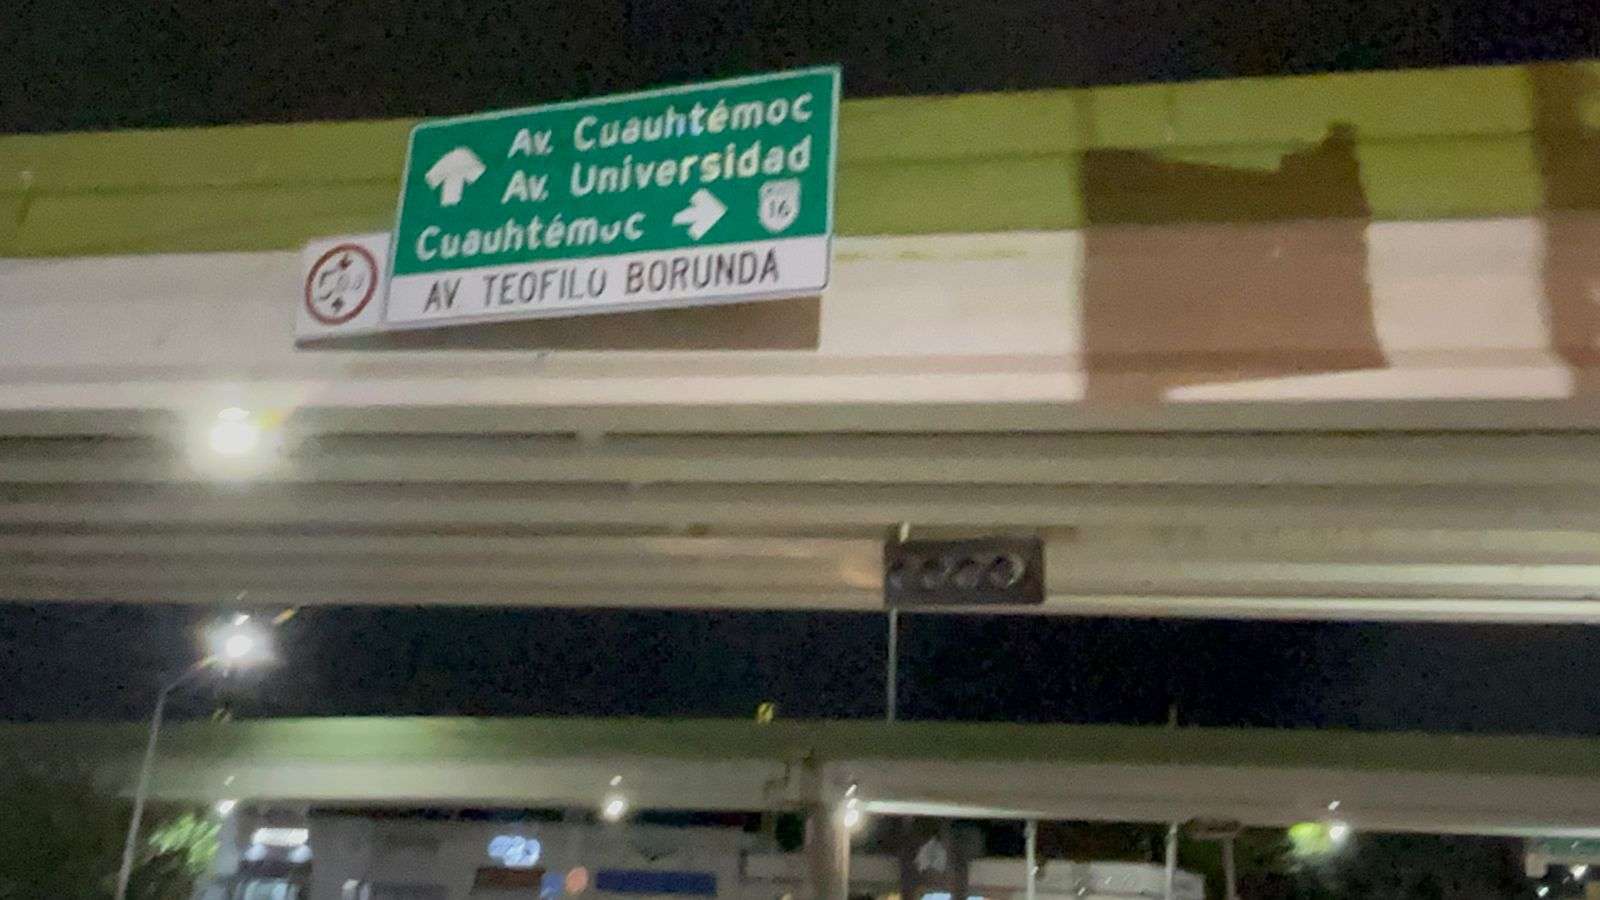 Av. Cuauhtémoc
Av. Universidad
Cuauhtémoc
16
AV TEOFILO BORUNDA